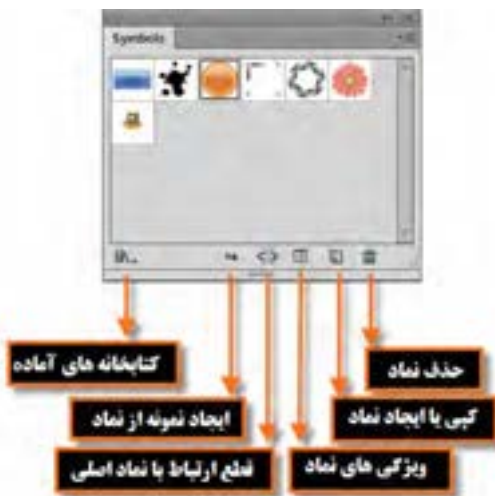 Symbols
کتابخانه های آماده
حذف نماد
ایجاد نمونه از نماد
کپی یا ایجاد نماد
قطع ارتباط با نماد اصلی
ویژگی های نماد